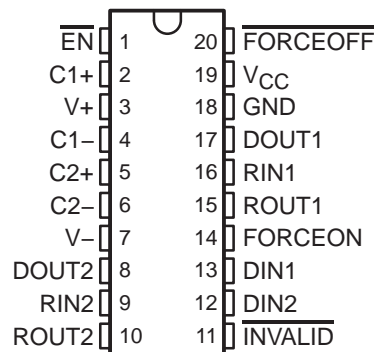 EN 1 20 FORCEOFF
C1+ 2 19 VCC
V+ 3 18 GND
C1− 4 17 DOUT1
C2+ 5 16 RIN1
C2− 6 15 ROUT1
V− 7 14 FORCEON
DOUT2 8 13 DIN1
RIN2 9 12 DIN2
ROUT2 10 11 INVALID